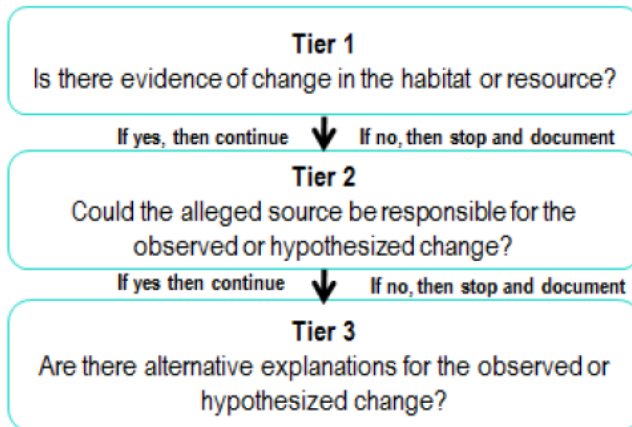 Tier 1
Is there evidence of change in the habitat or resource?
If yes, then continue If no, then stop and document
Tier 2
Could the alleged source be responsible for the
observed or hypothesized change?
If yes then continue If no, then stop and document
Tier 3
Are there alternative explanations for the observed or
hypothesized change?